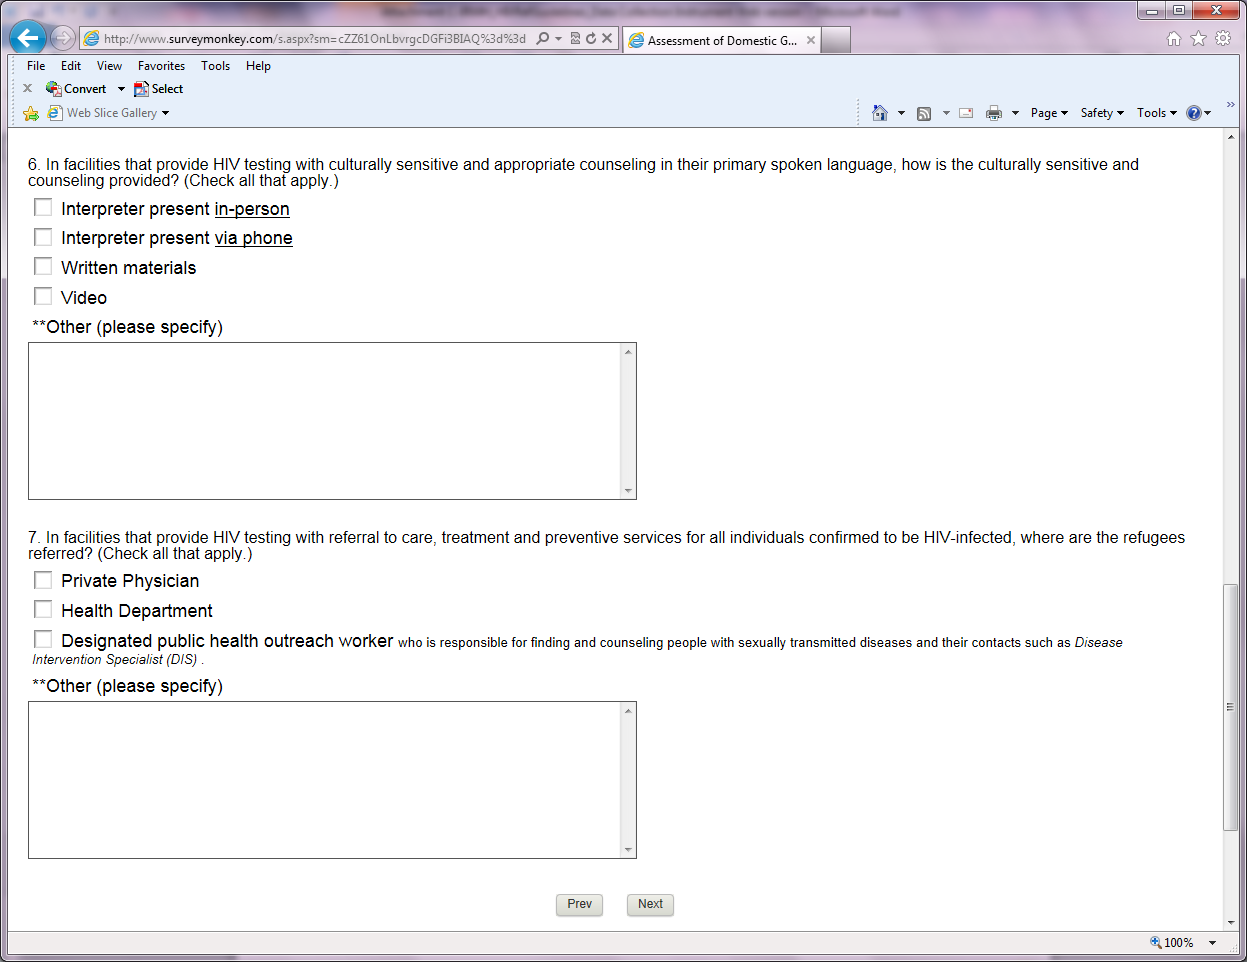 http://www.surveymonkey.com/s.aspx?sm=cZZ61OnLbvrgcDGFi3BIAQ%3d%3d
Assessment of Domestic G...
File Edit View Favorites Tools Help
x Convert Select
Web Slice Gallery
Page Safety Tools
6. In facilities that provide HIV testing with culturally sensitive and appropriate counseling in their primary spoken language, how is the culturally sensitive and
counseling provided? (Check all that apply.)
Interpreter present in-person
Interpreter present via phone
Written materials
Video
**Other (please specify)
7. In facilities that provide HIV testing with referral to care, treatment and preventive services for all individuals confirmed to be HIV-infected, where are the refugees
referred? (Check all that apply.)
Private Physician
Health Department
Designated public health outreach worker who is responsible for finding and counseling people with sexually transmitted diseases and their contacts such as Disease
Intervention Specialist (DIS) .
**Other (please specify)
Prev Next
100%